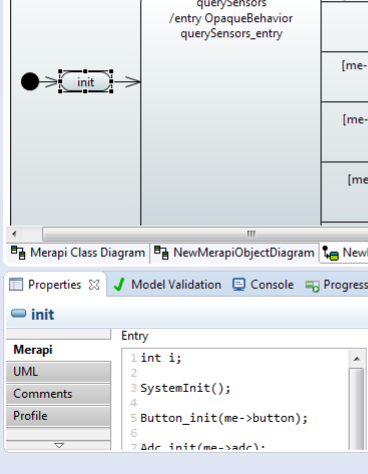 querySensors
/entry OpaqueBehavior
querySensors_entry
[me-
init
[me-
[me
Merapi Class Diagram
NewMerapiObjectDiagram
New
Properties
Model Validation
Console
Progress
init
Merapi
UML
Comments
Profile
Entry
1 int i;
2
3 SystemInit();
4
5 Button_init(me->button);
6
7 Adc_init(me->adc);